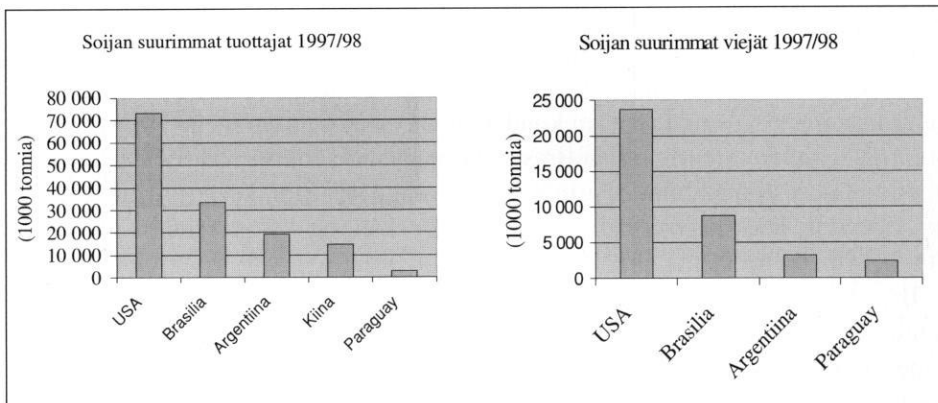 Soijan suurimmat tuottajat 1997/98
(1000 tonnia)
80 000
70 000
60 000
50 000
40 000
30 000
20 000
10 000
0
USA
Brasilia
Argentiina
Kiina
Paraguay
Soijan suurimmat viejät 1997/98
(1000 tonnia)
25 000
20 000
15 000
10 000
5 000
0
USA
Brasilia
Argentiina
Paraguay